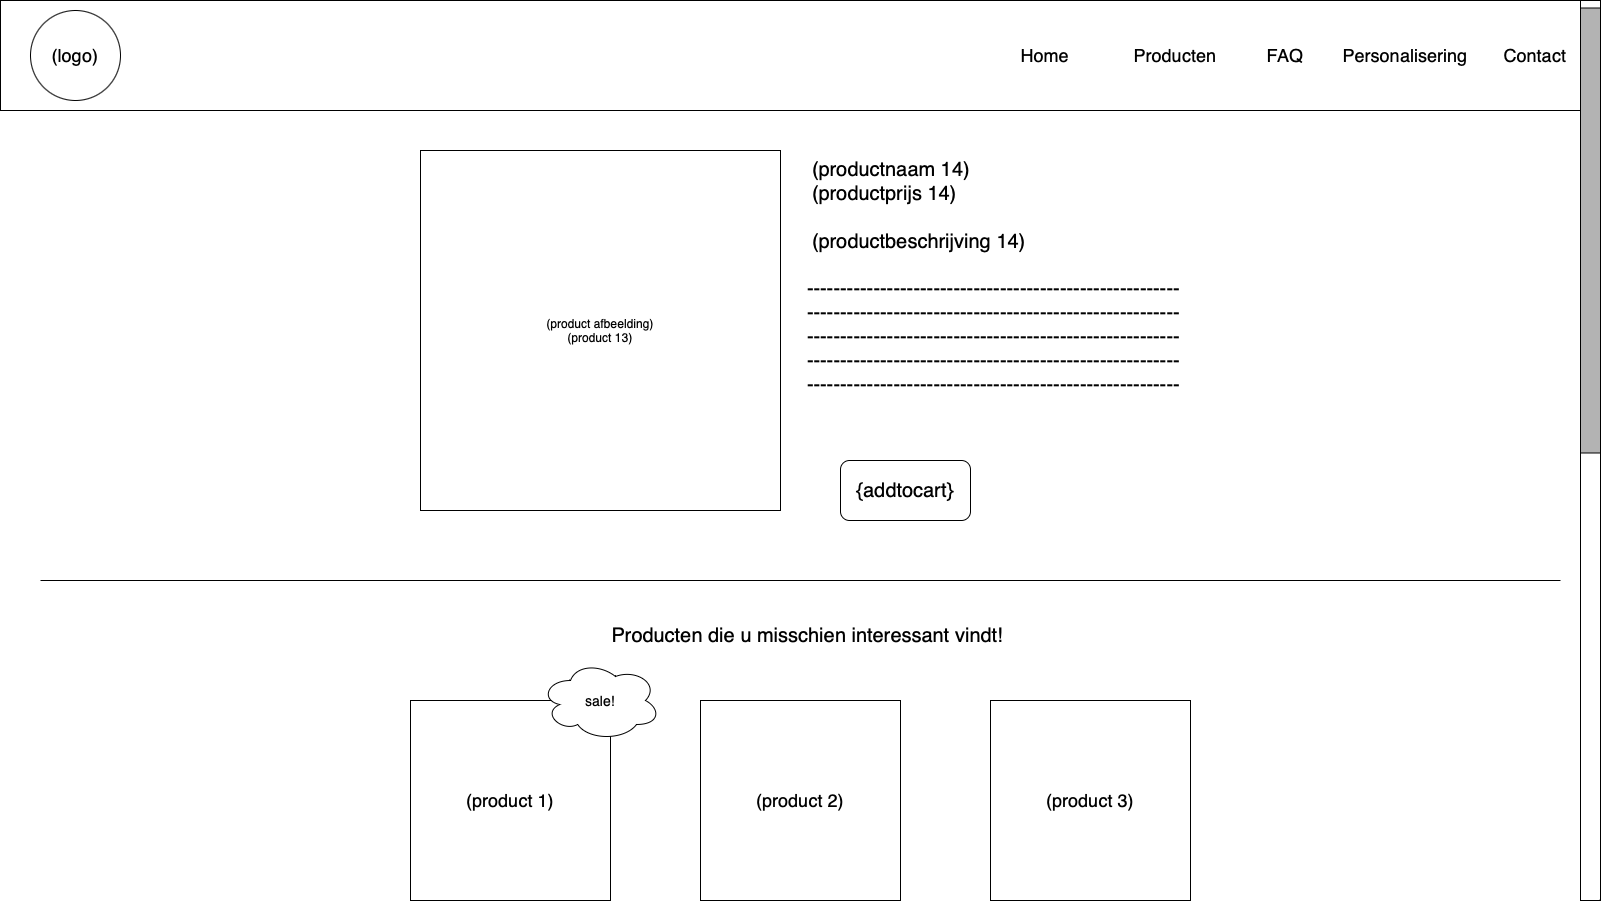 (logo)
Home
Producten
FAQ
Personalisering
Contact
(productnaam 14)
(productprijs 14)
(productbeschrijving 14)
--------------------------------------------------------
--------------------------------------------------------
--------------------------------------------------------
--------------------------------------------------------
--------------------------------------------------------
(product afbeelding)
(product 13)
{addtocart}
Producten die u misschien interessant vindt!
sale!
(product 1)
(product 2)
(product 3)